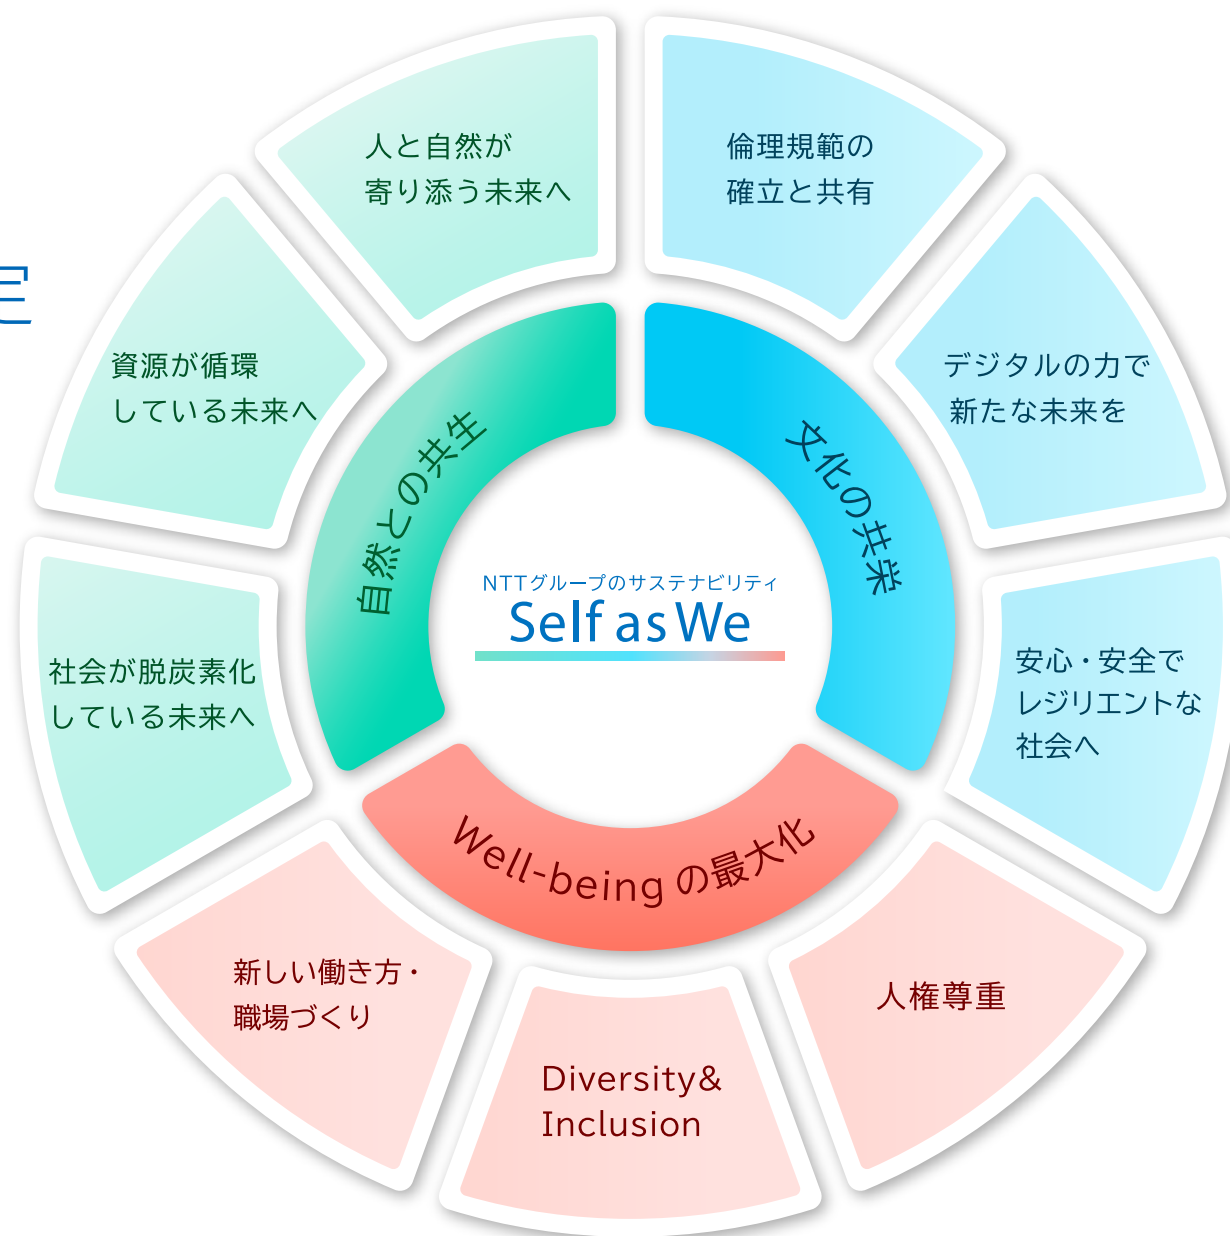 人と自然が
寄り添う未来へ
倫理規範の
確立と共有
定
資源が循環
している未来へ
デジタルの力で
新たな未来を
自然との共生
文化の共栄
NTTグループのサステナビリティ
Self as We
社会が脱炭素化
している未来へ
安心・安全で
レジリエントな
社会へ
Well-being の最大化
新しい働き方・
職場づくり
人権尊重
Diversity&
Inclusion